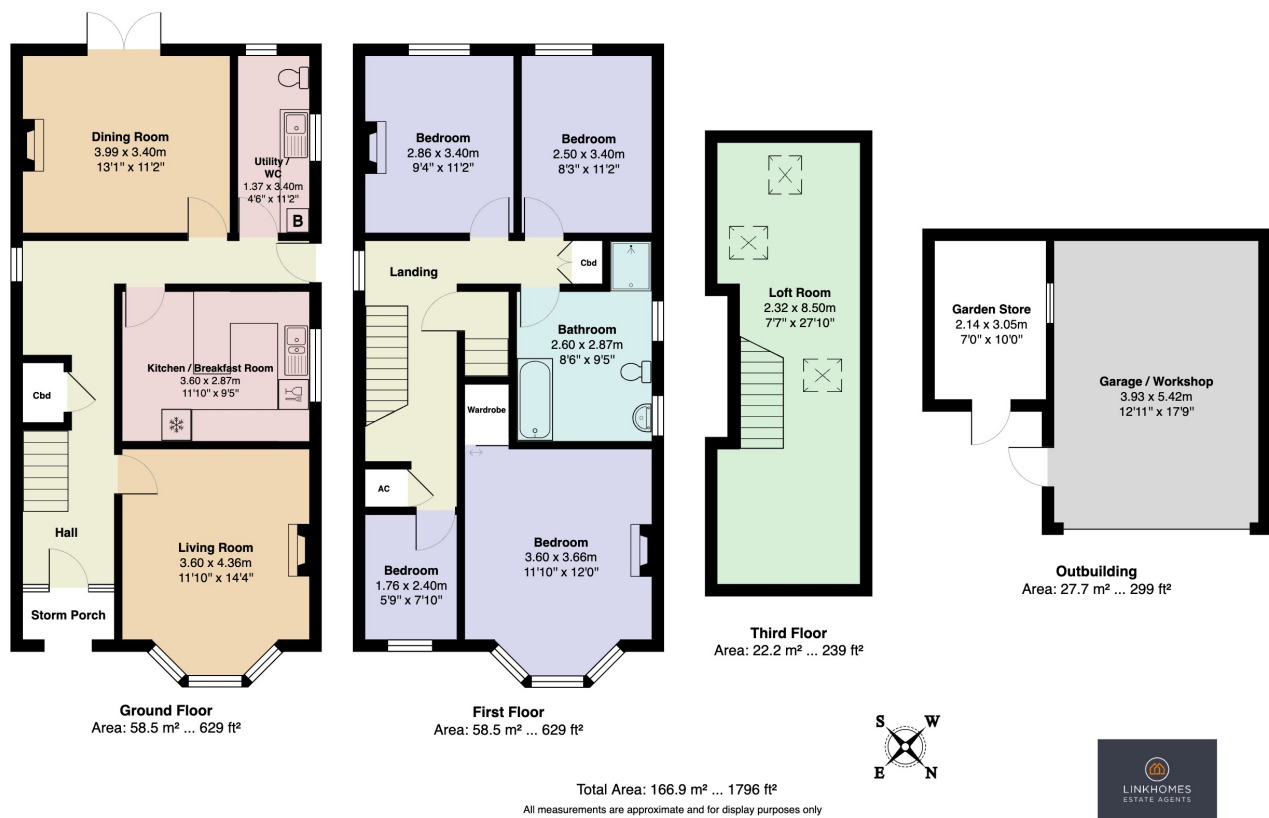 Dining Room
3.99 x 3.40m
13'1" x 11'2"
Utility /
WC
1.37 x 3.40m
4'6" x 11'2"
B
Cbd
Kitchen / Breakfast Room
3.60 x 2.87m
11'10" x 9'5"
Hall
Living Room
3.60 x 4.36m
11'10" x 14'4"
Storm Porch
Ground Floor
Area: 58.5 m² ... 629 ft²
Bedroom
2.86 x 3.40m
9'4" x 11'2"
Bedroom
2.50 x 3.40m
8'3" x 11'2"
Landing
Cbd
Bathroom
2.60 x 2.87m
8'6" x 9'5"
Wardrobe
AC
Bedroom
1.76 x 2.40m
5'9" x 7'10"
Bedroom
3.60 x 3.66m
11'10" x 12'0"
First Floor
Area: 58.5 m² ... 629 ft²
Loft Room
2.32 x 8.50m
7'7" x 27'10"
Third Floor
Area: 22.2 m² ... 239 ft²
Garden Store
2.14 x 3.05m
7'0" x 10'0"
Garage / Workshop
3.93 x 5.42m
12'11" x 17'9"
Outbuilding
Area: 27.7 m² ... 299 ft²
S W
E N
Total Area: 166.9 m² ... 1796 ft²
All measurements are approximate and for display purposes only
LINKHOMES
ESTATE AGENTS